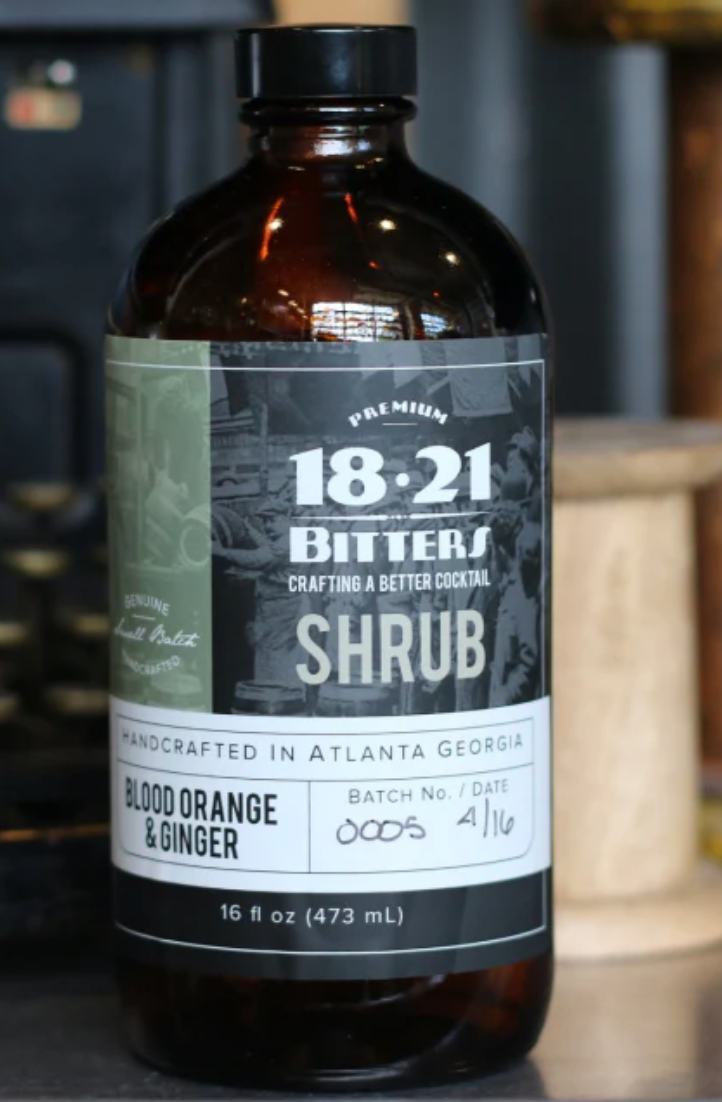 PREMIUM
18·21
BITTERS
CRAFTING A BETTER COCKTAIL
SHRUB
GENUINE
Small Batch
HANDCRAFTED
HANDCRAFTED IN ATLANTA GEORGIA
BLOOD ORANGE
& GINGER
BATCH No. / DATE
0005 4/16
16 fl oz (473 mL)